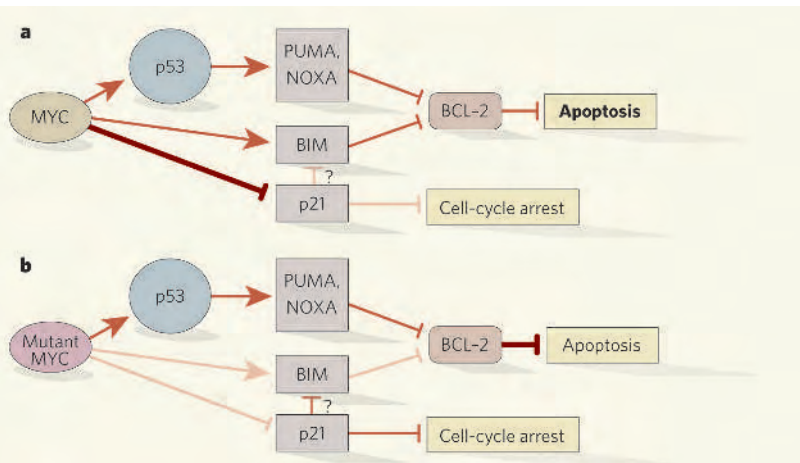 a
p53
PUMA,
NOXA
MYC
BCL-2
Apoptosis
BIM
?
p21
Cell-cycle arrest
b
p53
PUMA,
NOXA
Mutant
MYC
BCL-2
Apoptosis
BIM
?
p21
Cell-cycle arrest